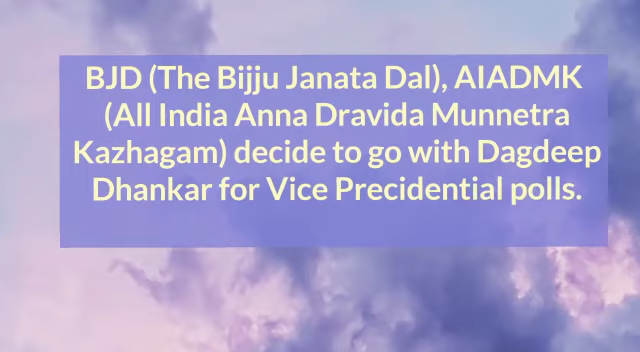 BJD (The Bijju Janata Dal), AIADMK
(All India Anna Dravida Munnetra
Kazhagam) decide to go with Dagdeep
Dhankar for Vice Precidential polls.